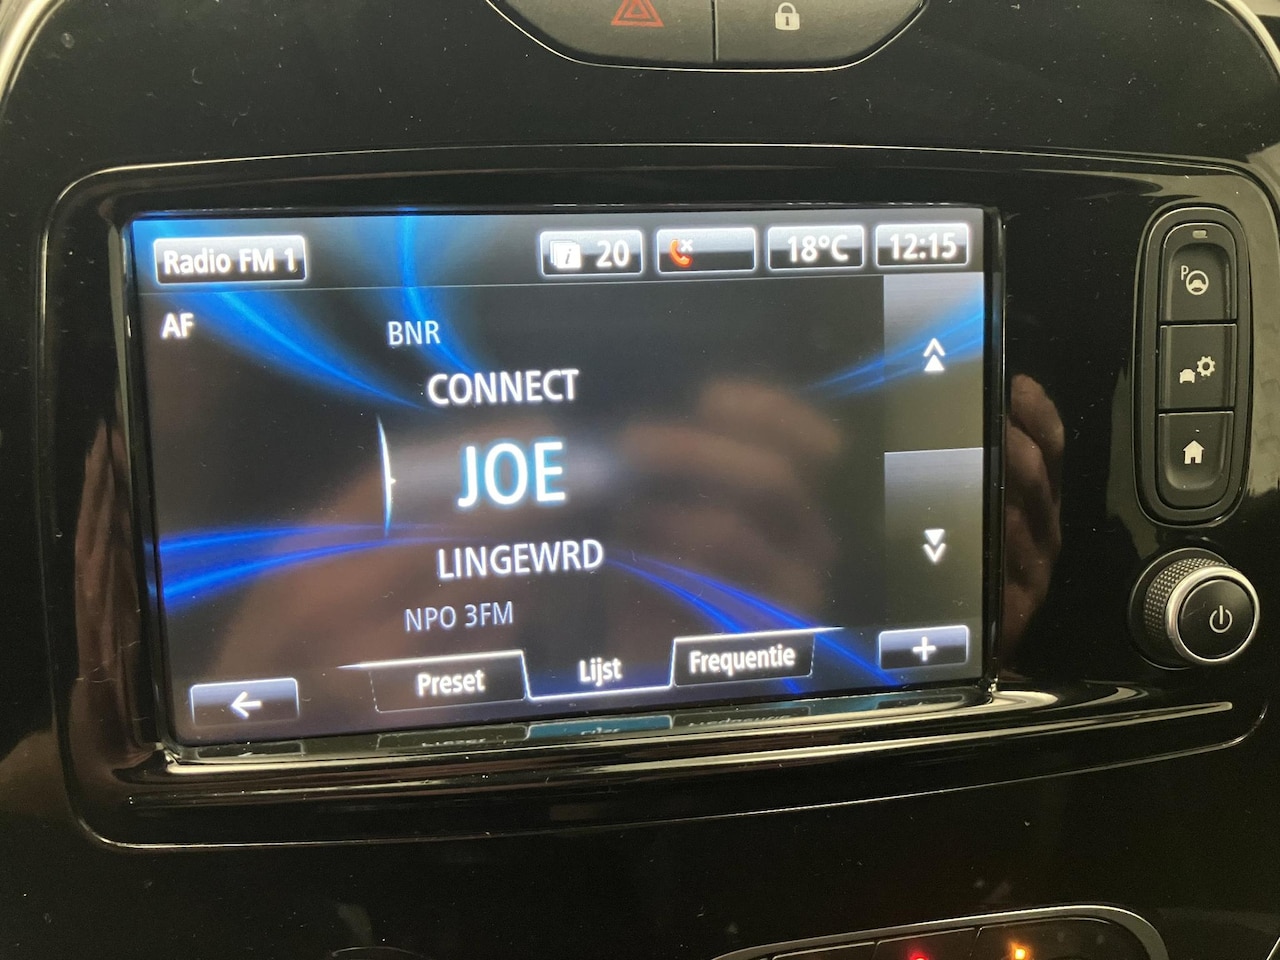 Radio FM 1
20
18°C
12:15
AF
BNR
CONNECT
JOE
LINGEWRD
NPO 3FM
Preset
Lijst
Frequentie
P